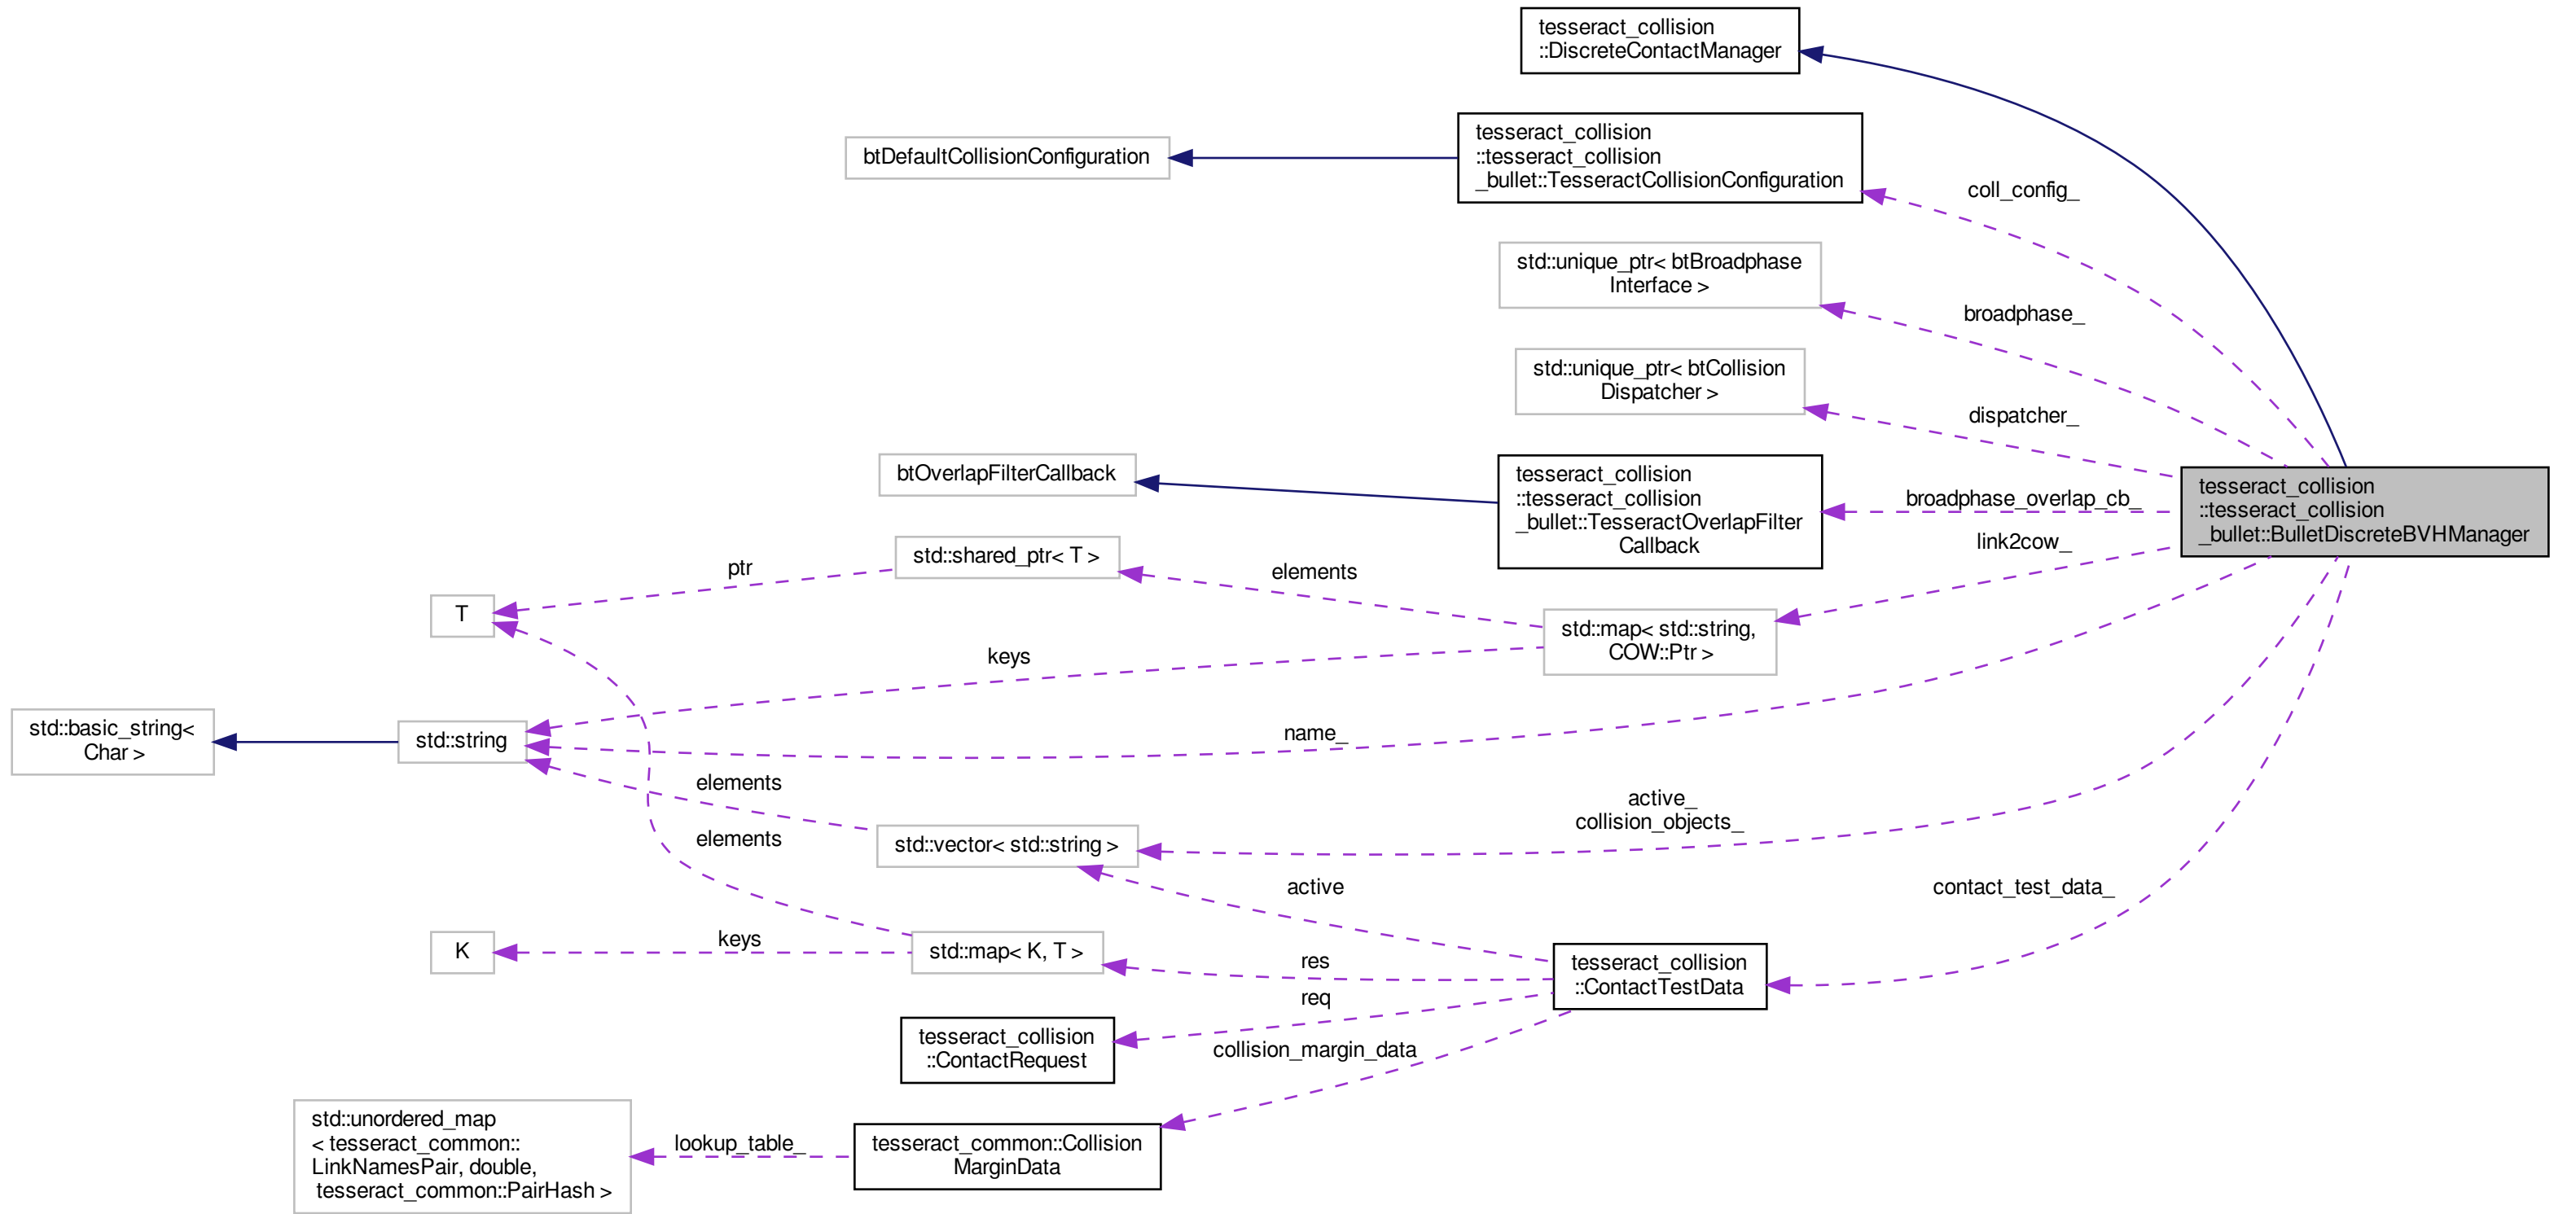 tesseract_collision
::DiscreteContactManager
tesseract_collision
::tesseract_collision
_bullet::TesseractCollisionConfiguration
btDefaultCollisionConfiguration
coll_config_
std::unique_ptr< btBroadphase
Interface >
broadphase_
std::unique_ptr< btCollision
Dispatcher >
dispatcher_
btOverlapFilterCallback
tesseract_collision
::tesseract_collision
_bullet::TesseractOverlapFilter
Callback
broadphase_overlap_cb_
tesseract_collision
::tesseract_collision
_bullet::BulletDiscreteBVHManager
link2cow_
std::shared_ptr< T >
elements
ptr
T
std::map< std::string,
COW::Ptr >
keys
std::basic_string<
Char >
std::string
name_
elements
active_
collision_objects_
elements
std::vector< std::string >
active
contact_test_data_
K
keys
std::map< K, T >
res
tesseract_collision
::ContactTestData
req
tesseract_collision
::ContactRequest
collision_margin_data
std::unordered_map
< tesseract_common::
LinkNamesPair, double,
tesseract_common::PairHash >
lookup_table_
tesseract_common::Collision
MarginData